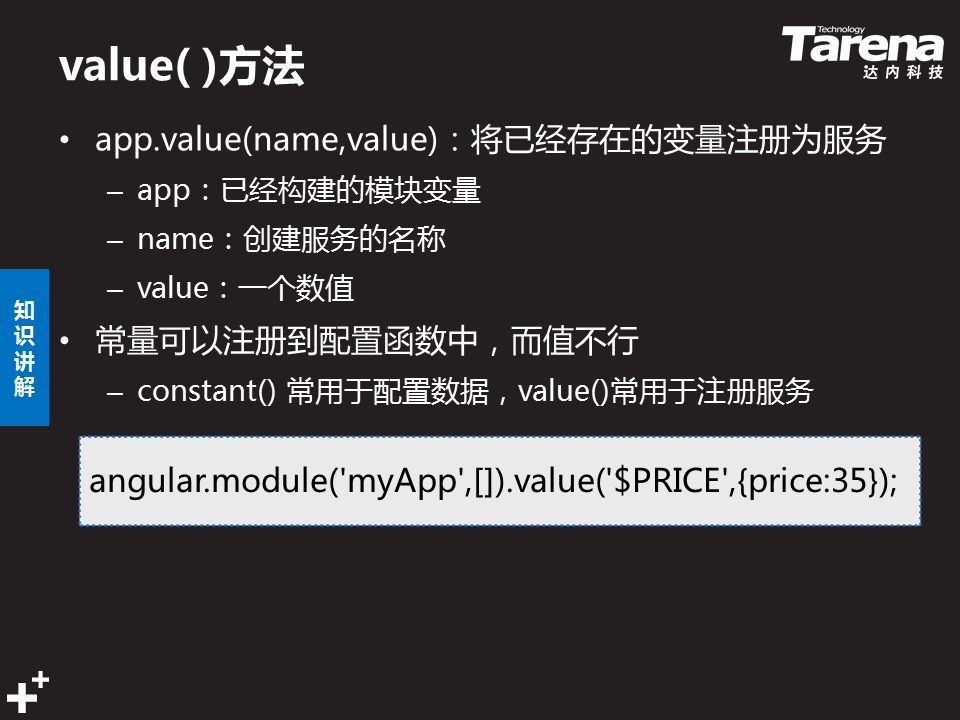 value( )方法
Technology
Tarena
达内科技
• app.value(name,value)：将已经存在的变量注册为服务
– app：已经构建的模块变量
– name：创建服务的名称
– value：一个数值
知识讲解
• 常量可以注册到配置函数中，而值不行
– constant() 常用于配置数据，value()常用于注册服务
angular.module('myApp',[]).value('$PRICE',{price:35});